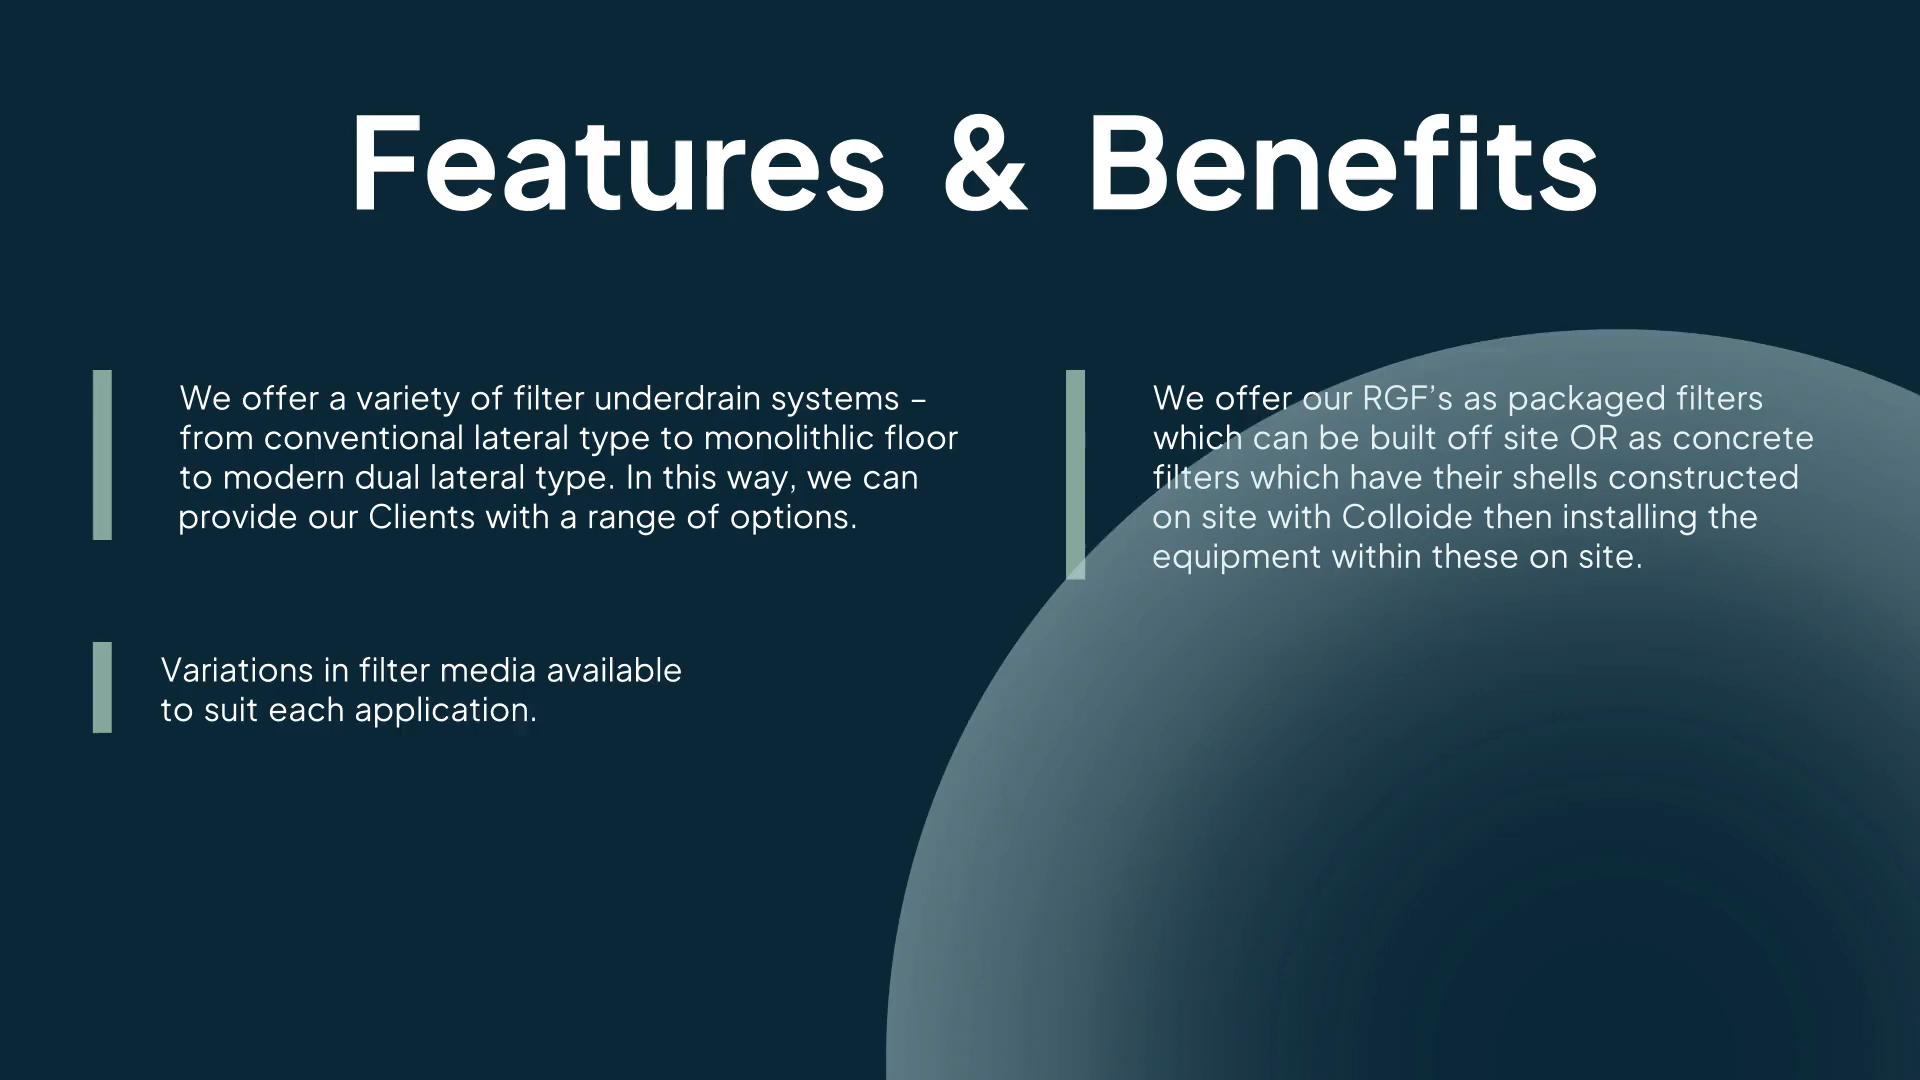 Features & Benefits
We offer a variety of filter underdrain systems –
from conventional lateral type to monolithlic floor
to modern dual lateral type. In this way, we can
provide our Clients with a range of options.
Variations in filter media available
to suit each application.
We offer our RGF’s as packaged filters
which can be built off site OR as concrete
filters which have their shells constructed
on site with Colloide then installing the
equipment within these on site.